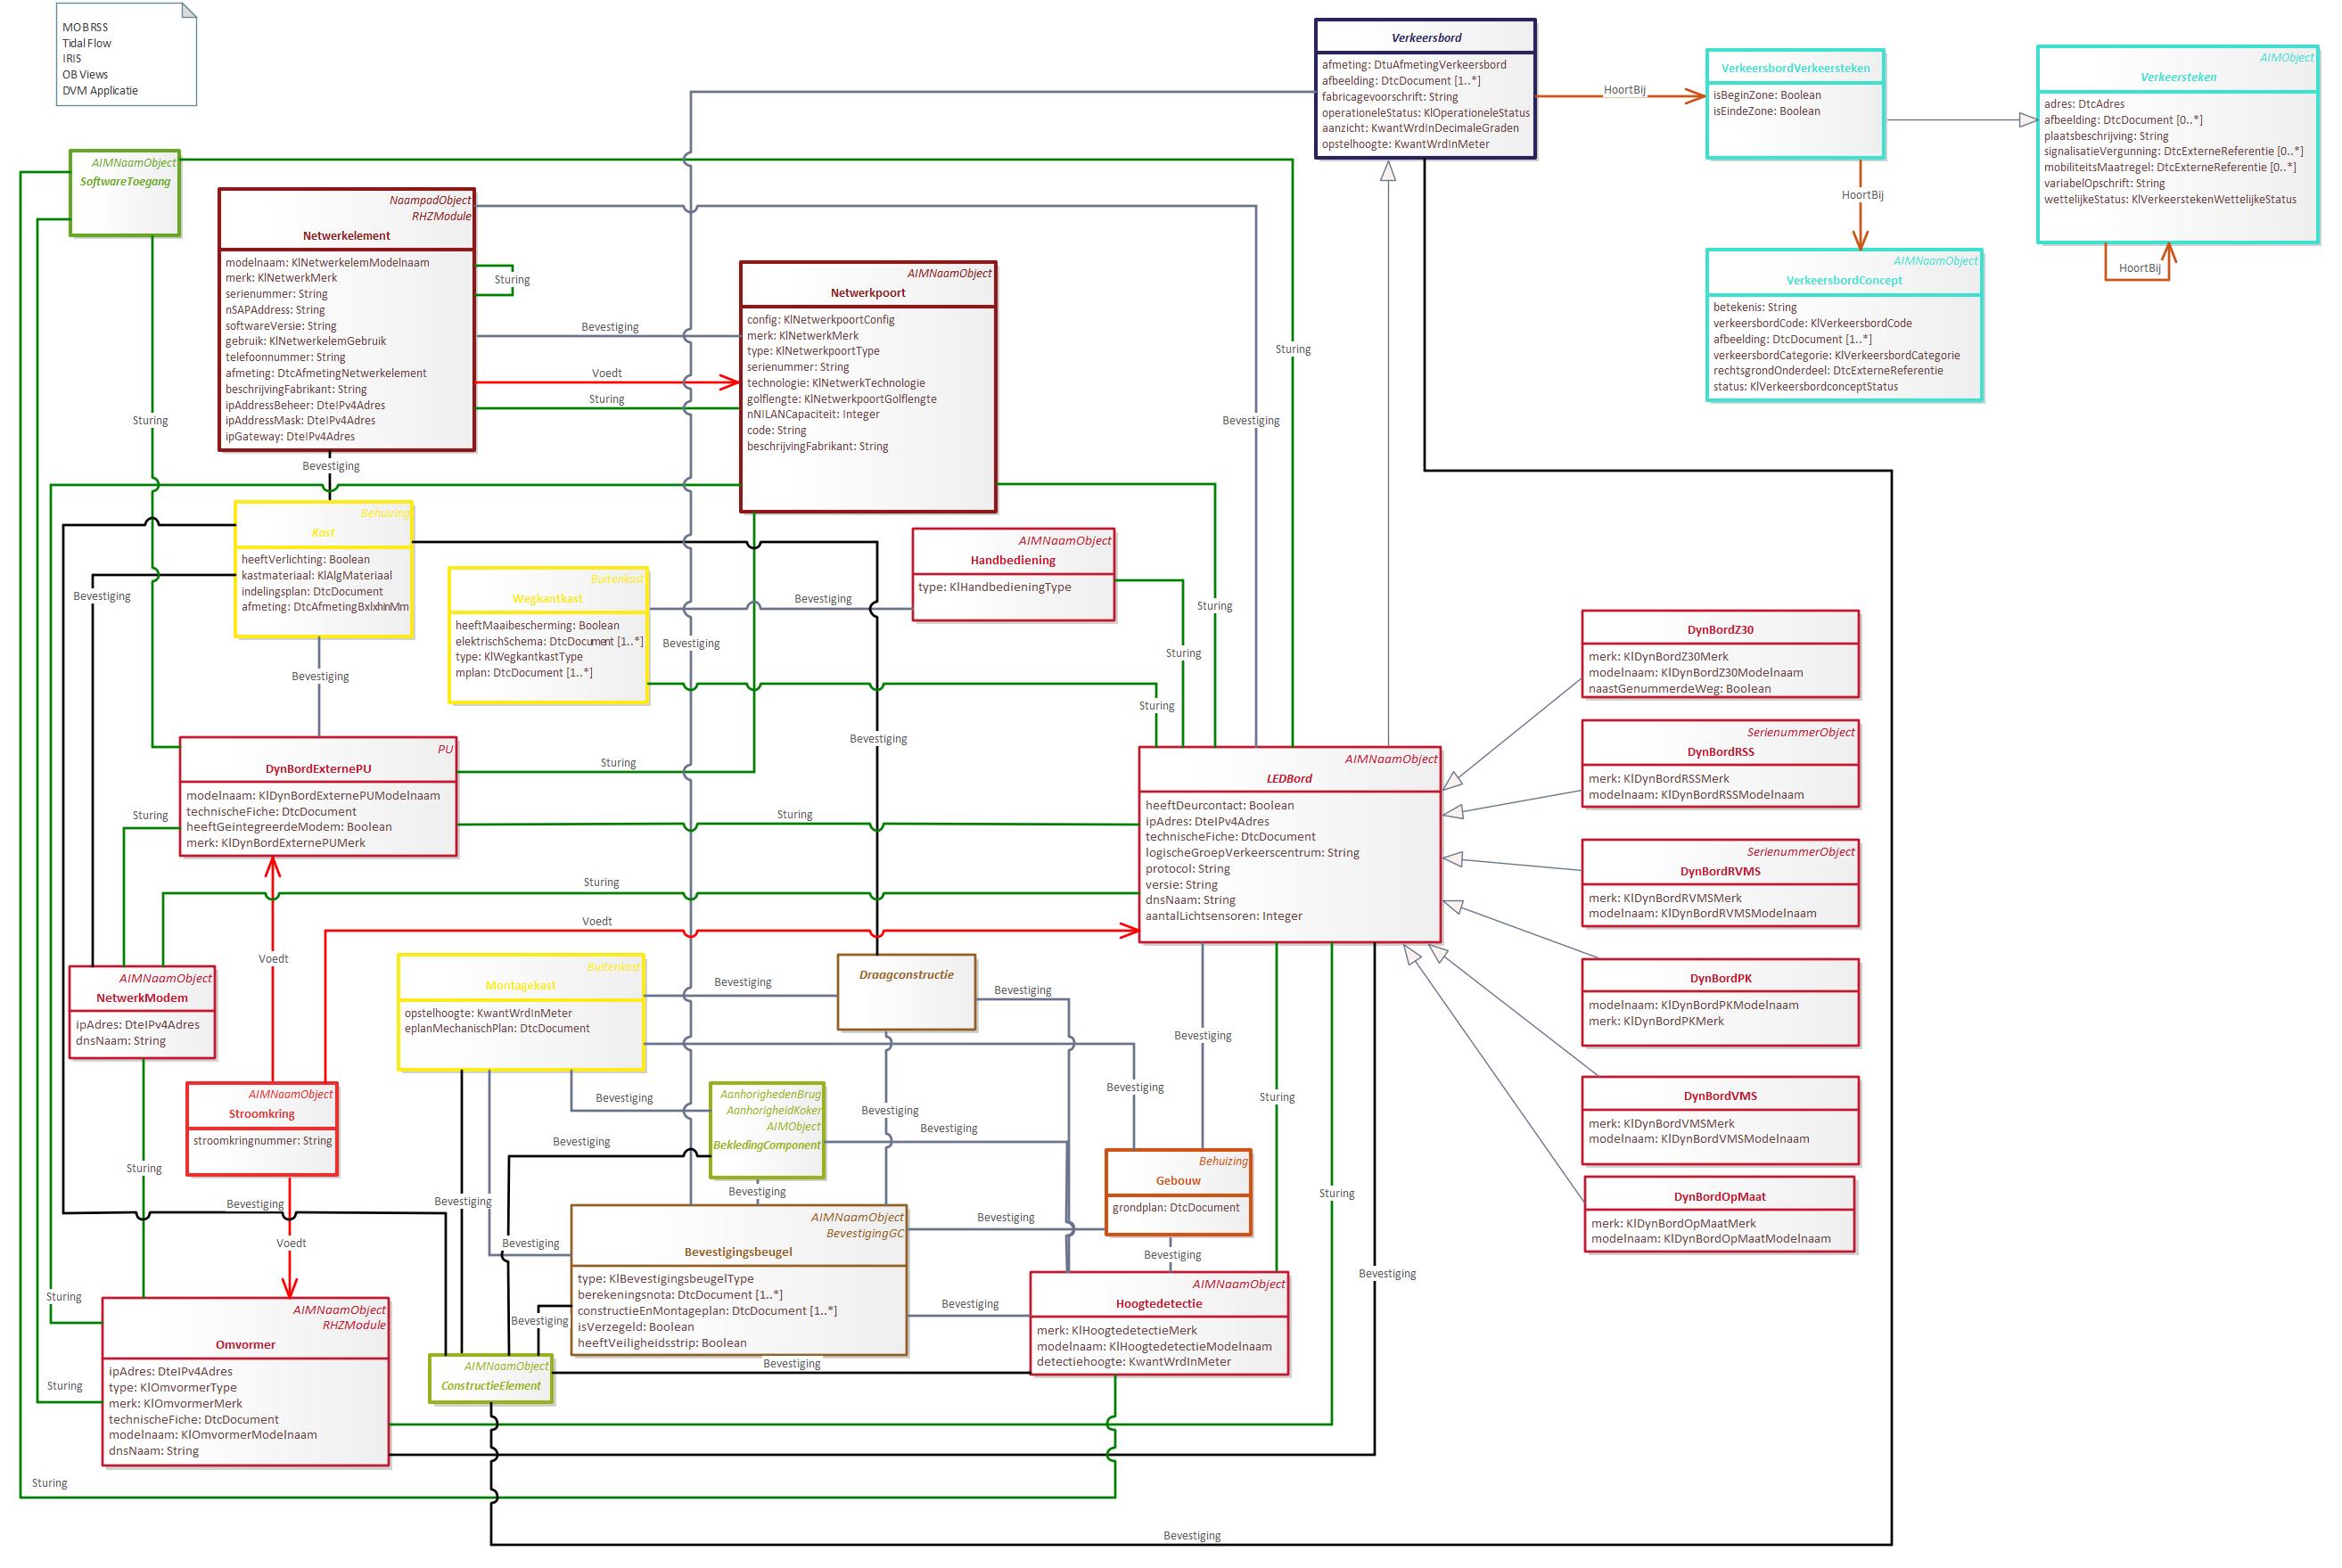 MOBRSS
Tidal Flow
IRIS
OB Views
DVM Applicatie
Verkeersbord
afmeting: DtuAfmetingVerkeersbord
afbeelding: DtcDocument [1..*]
fabricagevoorschrift: String
operationeleStatus: KlOperationeleStatus
aanzicht: KwantWrdInDecimaleGraden
opstelhoogte: KwantWrdInMeter
HoortBij
VerkeersbordVerkeersteken
isBeginZone: Boolean
isEindeZone: Boolean
HoortBij
AIMObject
Verkeersteken
adres: DtcAdres
afbeelding: DtcDocument [0..*]
plaatsbeschrijving: String
signalisatieVergunning: DtcExterneReferentie [0..*]
mobiliteitsMaatregel: DtcExterneReferentie [0..*]
variabelOpschrift: String
wettelijkeStatus: KlVerkeerstekenWettelijkeStatus
HoortBij
AIMNaamObject
VerkeersbordConcept
betekenis: String
verkeersbordCode: KlVerkeersbordCode
afbeelding: DtcDocument [1..*]
verkeersbordCategorie: KlVerkeersbordCategorie
rechtsgrondOnderdeel: DtcExterneReferentie
status: KlVerkeersbordconceptStatus
AIMNaamObject
SoftwareToegang
NaampadObject
RHZModule
Netwerkelement
modelnaam: KlNetwerkelemModelnaam
merk: KlNetwerkMerk
serienummer: String
nSAPAddress: String
softwareVersie: String
gebruik: KlNetwerkelemGebruik
telefoonnummer: String
afmeting: DtcAfmetingNetwerkelement
beschrijvingFabrikant: String
ipAddressBeheer: DteIPv4Adres
ipAddressMask: DteIPv4Adres
ipGateway: DteIPv4Adres
Sturing
Bevestiging
Voedt
Sturing
AIMNaamObject
Netwerkpoort
config: KlNetwerkpoortConfig
merk: KlNetwerkMerk
type: KlNetwerkpoortType
serienummer: String
technologie: KlNetwerkTechnologie
golflengte: KlNetwerkpoortGolflengte
nNILANCapaciteit: Integer
code: String
beschrijvingFabrikant: String
Sturing
Bevestiging
Sturing
Bevestiging
Behuizing
Kast
heeftVerlichting: Boolean
kastmateriaal: KlAlgMateriaal
indelingsplan: DtcDocument
afmeting: DtcAfmetingBxlxhInMm
Bevestiging
Bevestiging
Buitenkast
Wegkantkast
heeftMaaibescherming: Boolean
elektrischSchema: DtcDocument [1..*]
type: KlWegkantkastType
mplan: DtcDocument [1..*]
Bevestiging
Bevestiging
AIMNaamObject
Handbediening
type: KlHandbedieningType
Sturing
Sturing
Sturing
Bevestiging
PU
DynBordExternePU
modelnaam: KlDynBordExternePUModelnaam
technischeFiche: DtcDocument
heeftGeintegreerdeModem: Boolean
merk: KlDynBordExternePUMerk
Sturing
Sturing
Sturing
Sturing
Voedt
Voedt
AIMNaamObject
LEDBord
heeftDeurcontact: Boolean
ipAdres: DteIPv4Adres
technischeFiche: DtcDocument
logischeGroepVerkeerscentrum: String
protocol: String
versie: String
dnsNaam: String
aantalLichtsensoren: Integer
DynBordZ30
merk: KlDynBordZ30Merk
modelnaam: KlDynBordZ30Modelnaam
naastGenummerdeWeg: Boolean
SerienummerObject
DynBordRSS
merk: KlDynBordRSSMerk
modelnaam: KlDynBordRSSModelnaam
SerienummerObject
DynBordRVMS
merk: KlDynBordRVMSMerk
modelnaam: KlDynBordRVMSModelnaam
DynBordPK
modelnaam: KlDynBordPKModelnaam
merk: KlDynBordPKMerk
DynBordVMS
merk: KlDynBordVMSMerk
modelnaam: KlDynBordVMSModelnaam
DynBordOpMaat
merk: KlDynBordOpMaatMerk
modelnaam: KlDynBordOpMaatModelnaam
AIMNaamObject
NetwerkModem
ipAdres: DteIPv4Adres
dnsNaam: String
AIMNaamObject
Stroomkring
stroomkringnummer: String
Sturing
Bevestiging
Voedt
Buitenkast
Montagekast
opstelhoogte: KwantWrdInMeter
eplanMechanischPlan: DtcDocument
Bevestiging
Draagconstructie
Bevestiging
Bevestiging
Bevestiging
Sturing
Bevestiging
Bevestiging
AanhorighedenBrug
AanhorigheidKoker
AIMObject
BekledingComponent
Bevestiging
Bevestiging
Bevestiging
Bevestiging
Bevestiging
Behuizing
Gebouw
grondplan: DtcDocument
Sturing
Bevestiging
Bevestiging
Bevestiging
AIMNaamObject
BevestigingGC
Bevestigingsbeugel
type: KlBevestigingsbeugelType
berekeningsnota: DtcDocument [1..*]
constructieEnMontageplan: DtcDocument [1..*]
isVerzegeld: Boolean
heeftVeiligheidsstrip: Boolean
Bevestiging
Bevestiging
Bevestiging
AIMNaamObject
Hoogtedetectie
merk: KlHoogtedetectieMerk
modelnaam: KlHoogtedetectieModelnaam
detectiehoogte: KwantWrdInMeter
Bevestiging
AIMNaamObject
ConstructieElement
Sturing
Sturing
AIMNaamObject
RHZModule
Omvormer
ipAdres: DteIPv4Adres
type: KlOmvormerType
merk: KlOmvormerMerk
technischeFiche: DtcDocument
modelnaam: KlOmvormerModelnaam
dnsNaam: String
Sturing
Bevestiging